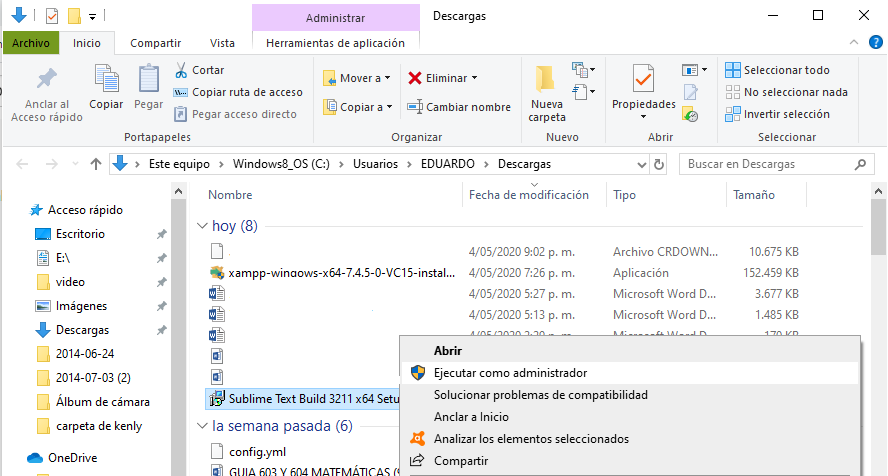 Administrar
Descargas
Archivo
Inicio
Compartir
Vista
Herramientas de aplicación
Anclar al
Acceso rápido
Copiar
Pegar
Cortar
Copiar ruta de acceso
Pegar acceso directo
Portapapeles
Mover a
Copiar a
Eliminar
Cambiar nombre
Organizar
Nueva
carpeta
Nuevo
Propiedades
Abrir
Seleccionar todo
No seleccionar nada
Invertir selección
Seleccionar
Este equipo > Windows8_OS (C:) > Usuarios > EDUARDO > Descargas
Buscar en Descargas
Nombre
Fecha de modificación
Tipo
Tamaño
Acceso rápido
Escritorio
E:\
video
Imágenes
Descargas
2014-06-24
2014-07-03 (2)
Álbum de cámara
carpeta de kenly
OneDrive
hoy (8)
4/05/2020 9:02 p. m. Archivo CRDOWN... 10.675 KB
xampp-windows-x64-7.4.5-0-VC15-instal... 4/05/2020 7:26 p. m. Aplicación 152.459 KB
4/05/2020 5:27 p. m. Microsoft Word D... 3.677 KB
4/05/2020 5:13 p. m. Microsoft Word D... 1.485 KB
Microsoft Word D... 170 KB
Sublime Text Build 3211 x64 Setu
la semana pasada (6)
config.yml
GUIA 603 Y 604 MATEMÁTICAS (9
Abrir
Ejecutar como administrador
Solucionar problemas de compatibilidad
Anclar a Inicio
Analizar los elementos seleccionados
Compartir